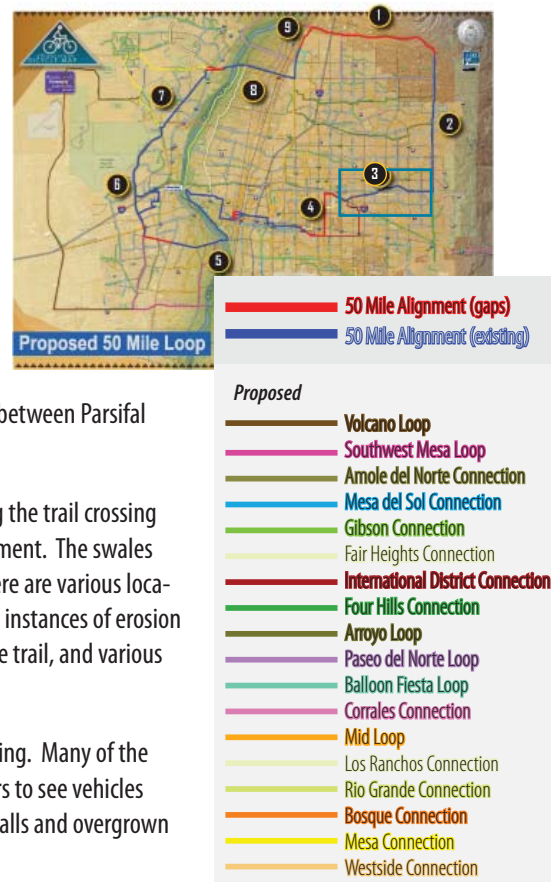 BICYCLE MAP
1
9
2
7
8
3
6
4
5
Proposed 50 Mile Loop
50 Mile Alignment (gaps)
50 Mile Alignment (existing)
Proposed
Volcano Loop
Southwest Mesa Loop
Amole del Norte Connection
Mesa del Sol Connection
Gibson Connection
Fair Heights Connection
International District Connection
Four Hills Connection
Arroyo Loop
Paseo del Norte Loop
Balloon Fiesta Loop
Corrales Connection
Mid Loop
Los Ranchos Connection
Rio Grande Connection
Bosque Connection
Mesa Connection
Westside Connection
between Parsifal
g the trail crossing
ment. The swales
ere are various loca-
instances of erosion
e trail, and various
ing. Many of the
rs to see vehicles
alls and overgrown